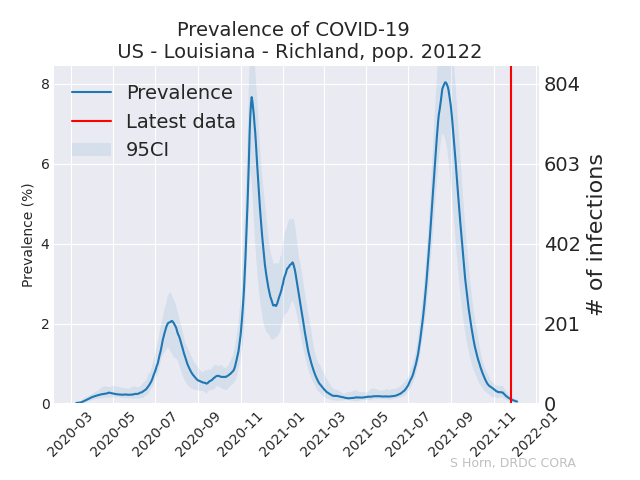 Prevalence of COVID-19
US - Louisiana - Richland, pop. 20122
Prevalence
Latest data
95CI
Prevalence (%)
8
6
4
2
0
# of infections
804
603
402
201
0
2020-03
2020-05
2020-07
2020-09
2020-11
2021-01
2021-03
2021-05
2021-07
2021-09
2021-11
2022-01
S Horn, DRDC CORA